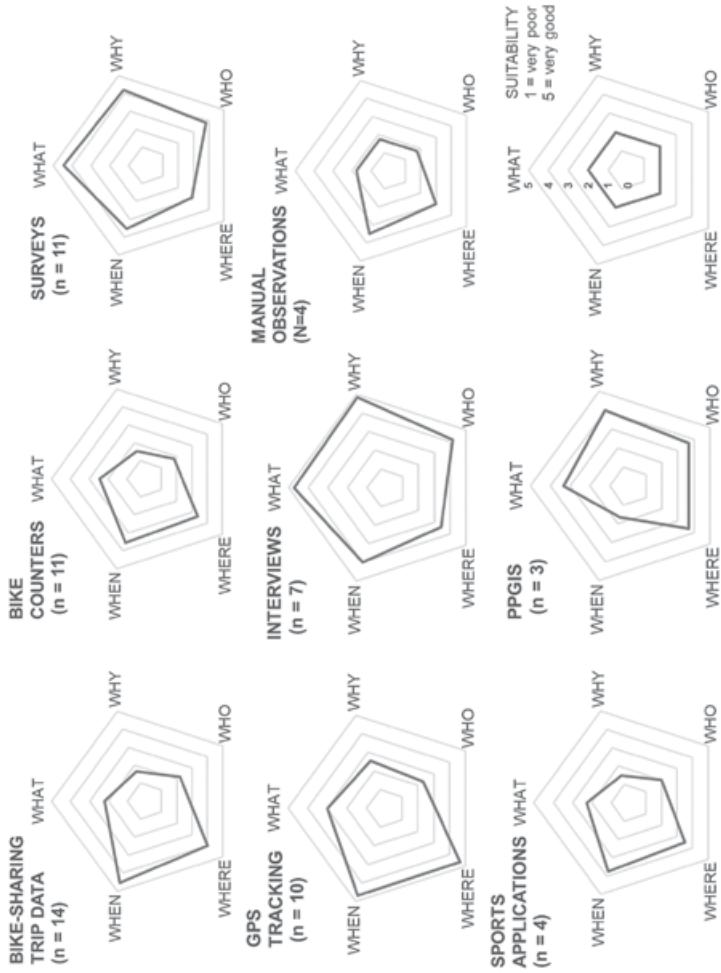 BIKE-SHARING
TRIP DATA
(n = 14)
WHAT
WHEN
WHY
WHERE
WHO
BIKE
COUNTERS
(n = 11)
WHAT
WHEN
WHY
WHERE
WHO
SURVEYS
(n = 11)
WHAT
WHEN
WHY
WHERE
WHO
GPS
TRACKING
(n = 10)
WHAT
WHEN
WHY
WHERE
WHO
INTERVIEWS
(n = 7)
WHAT
WHEN
WHY
WHERE
WHO
MANUAL
OBSERVATIONS
(N=4)
WHAT
WHEN
WHY
WHERE
WHO
SPORTS
APPLICATIONS
(n = 4)
WHAT
WHEN
WHY
WHERE
WHO
PPGIS
(n = 3)
WHAT
WHEN
WHY
WHERE
WHO
SUITABILITY
1 = very poor
5 = very good
WHAT
5
4
3
2
1
0
WHEN
WHY
WHERE
WHO